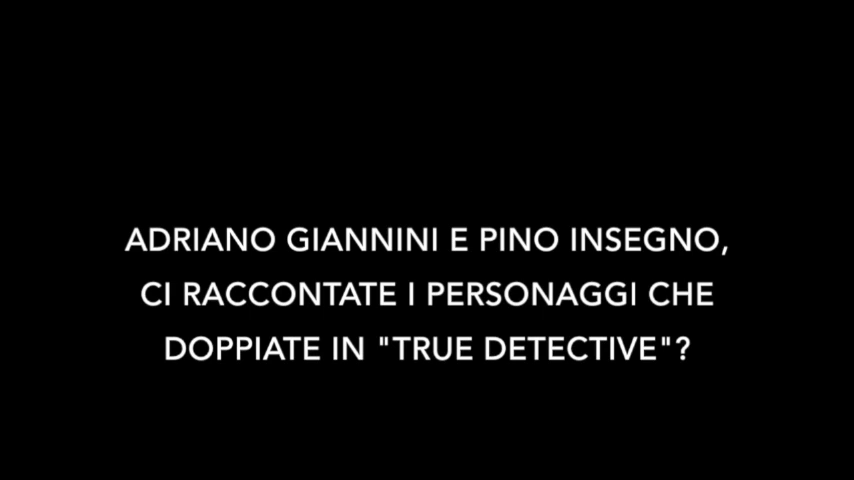 ADRIANO GIANNINI E PINO INSEGNO,
CI RACCONTATE I PERSONAGGI CHE
DOPPIATE IN "TRUE DETECTIVE"?